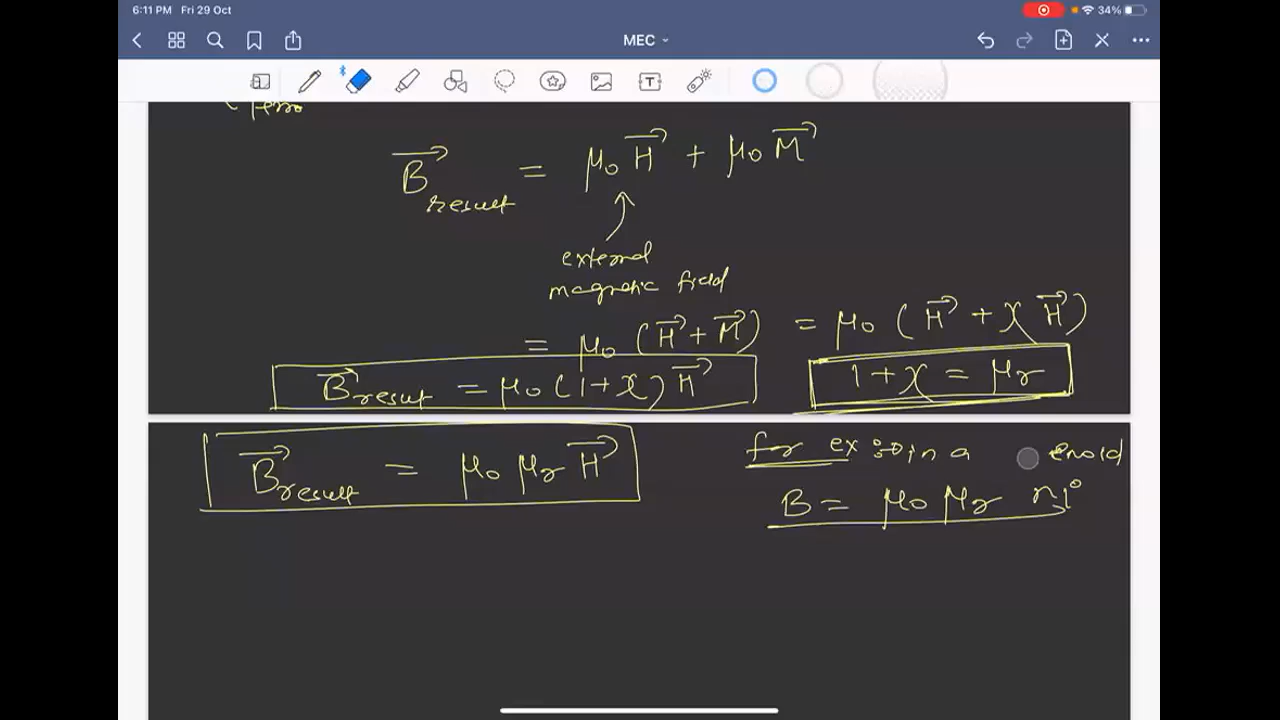 6:11 PM Fri 29 Oct
34%
MEC
B⃗ result = μ₀ H⃗ + μ₀ M⃗
external
magnetic field
= μ₀ (H⃗ + M⃗) = μ₀ (H⃗ + χ H⃗)
B⃗ result = μ₀ (1+χ) H⃗
1 + χ = μr
B⃗ result = μ₀ μr H⃗
for ex in a enoid
B = μ₀ μr ni